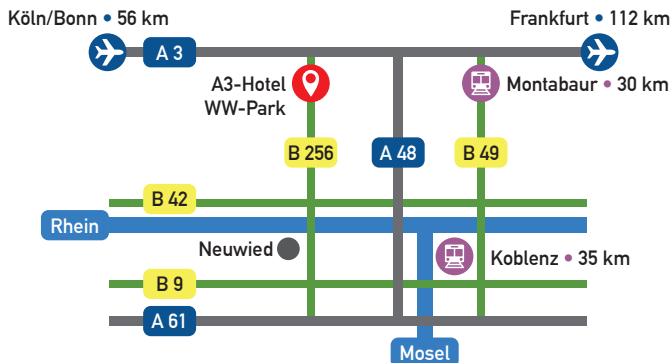 Köln/Bonn • 56 km
Frankfurt • 112 km
A 3
A3-Hotel
WW-Park
Montabaur • 30 km
B 256
A 48
B 49
B 42
Rhein
Neuwied
Koblenz • 35 km
B 9
A 61
Mosel